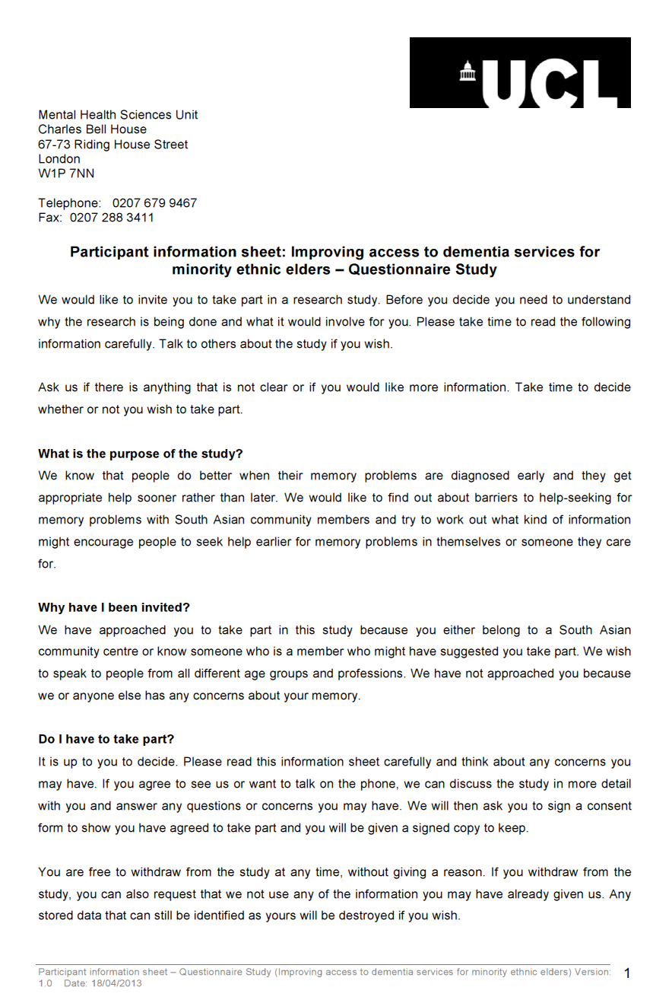 UCL
Mental Health Sciences Unit
Charles Bell House
67-73 Riding House Street
London
W1P 7NN
Telephone: 0207 679 9467
Fax: 0207 288 3411
Participant information sheet: Improving access to dementia services for
minority ethnic elders – Questionnaire Study
We would like to invite you to take part in a research study. Before you decide you need to understand
why the research is being done and what it would involve for you. Please take time to read the following
information carefully. Talk to others about the study if you wish.
Ask us if there is anything that is not clear or if you would like more information. Take time to decide
whether or not you wish to take part.
What is the purpose of the study?
We know that people do better when their memory problems are diagnosed early and they get
appropriate help sooner rather than later. We would like to find out about barriers to help-seeking for
memory problems with South Asian community members and try to work out what kind of information
might encourage people to seek help earlier for memory problems in themselves or someone they care
for.
Why have I been invited?
We have approached you to take part in this study because you either belong to a South Asian
community centre or know someone who is a member who might have suggested you take part. We wish
to speak to people from all different age groups and professions. We have not approached you because
we or anyone else has any concerns about your memory.
Do I have to take part?
It is up to you to decide. Please read this information sheet carefully and think about any concerns you
may have. If you agree to see us or want to talk on the phone, we can discuss the study in more detail
with you and answer any questions or concerns you may have. We will then ask you to sign a consent
form to show you have agreed to take part and you will be given a signed copy to keep.
You are free to withdraw from the study at any time, without giving a reason. If you withdraw from the
study, you can also request that we not use any of the information you may have already given us. Any
stored data that can still be identified as yours will be destroyed if you wish.
Participant information sheet – Questionnaire Study (Improving access to dementia services for minority ethnic elders) Version: 1
1.0 Date: 18/04/2013